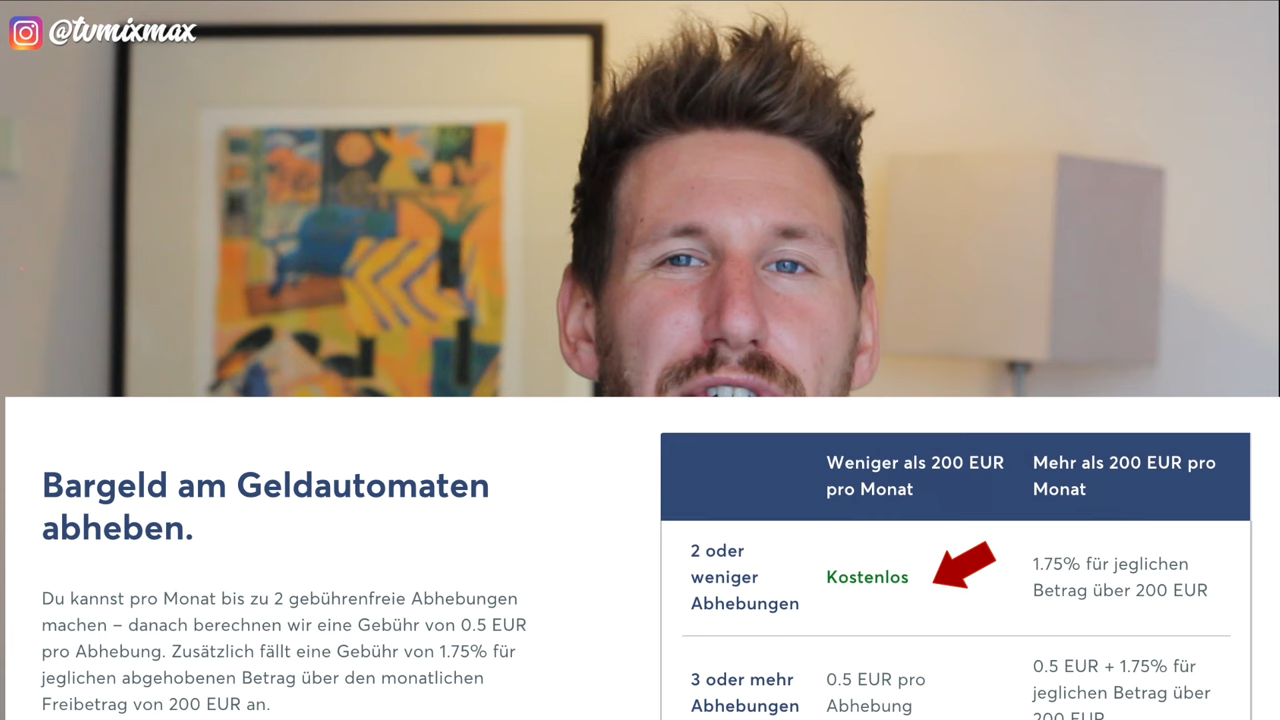 @tvmixmax
Bargeld am Geldautomaten
abheben.
Du kannst pro Monat bis zu 2 gebührenfreie Abhebungen
machen – danach berechnen wir eine Gebühr von 0.5 EUR
pro Abhebung. Zusätzlich fällt eine Gebühr von 1.75% für
jeglichen abgehobenen Betrag über den monatlichen
Freibetrag von 200 EUR an.
Weniger als 200 EUR
pro Monat
Mehr als 200 EUR pro
Monat
2 oder
weniger
Abhebungen
Kostenlos
1.75% für jeglichen
Betrag über 200 EUR
3 oder mehr
Abhebungen
0.5 EUR pro
Abhebung
0.5 EUR + 1.75% für
jeglichen Betrag über
200 EUR